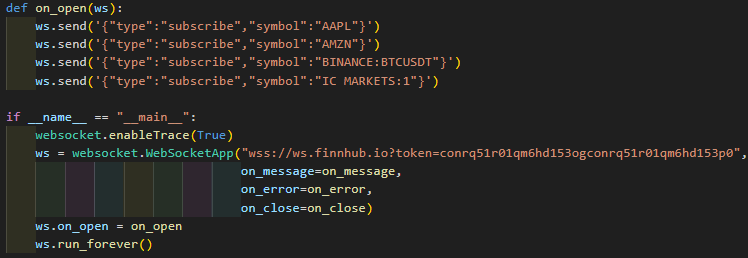 def on_open(ws):
    ws.send('{"type":"subscribe","symbol":"AAPL"}')
    ws.send('{"type":"subscribe","symbol":"AMZN"}')
    ws.send('{"type":"subscribe","symbol":"BINANCE:BTCUSDT"}')
    ws.send('{"type":"subscribe","symbol":"IC MARKETS:1"}')

if __name__ == "__main__":
    websocket.enableTrace(True)
    ws = websocket.WebSocketApp("wss://ws.finnhub.io?token=conrq51r01qm6hd153ogconrq51r01qm6hd153p0",
                              on_message=on_message,
                              on_error=on_error,
                              on_close=on_close)
    ws.on_open = on_open
    ws.run_forever()